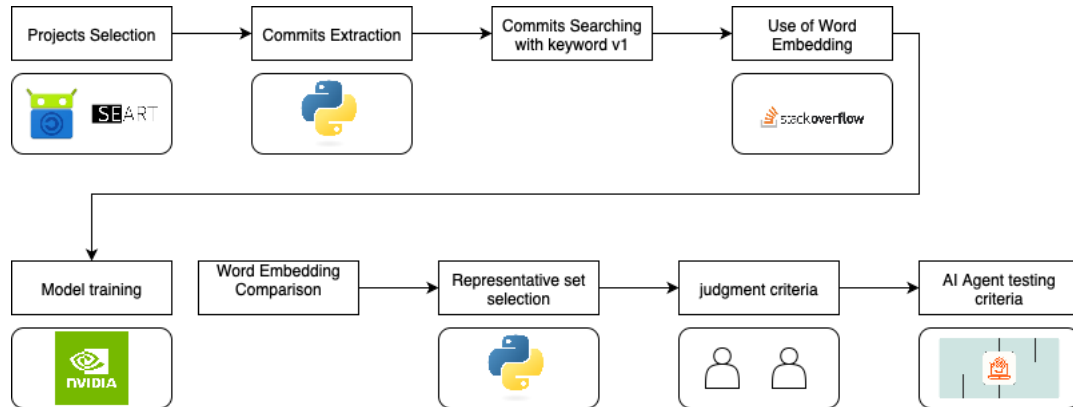 Projects Selection
Commits Extraction
Commits Searching
with keyword v1
Use of Word
Embedding
SEART
stackoverflow
Model training
Word Embedding
Comparison
Representative set
selection
judgment criteria
AI Agent testing
criteria
NVIDIA